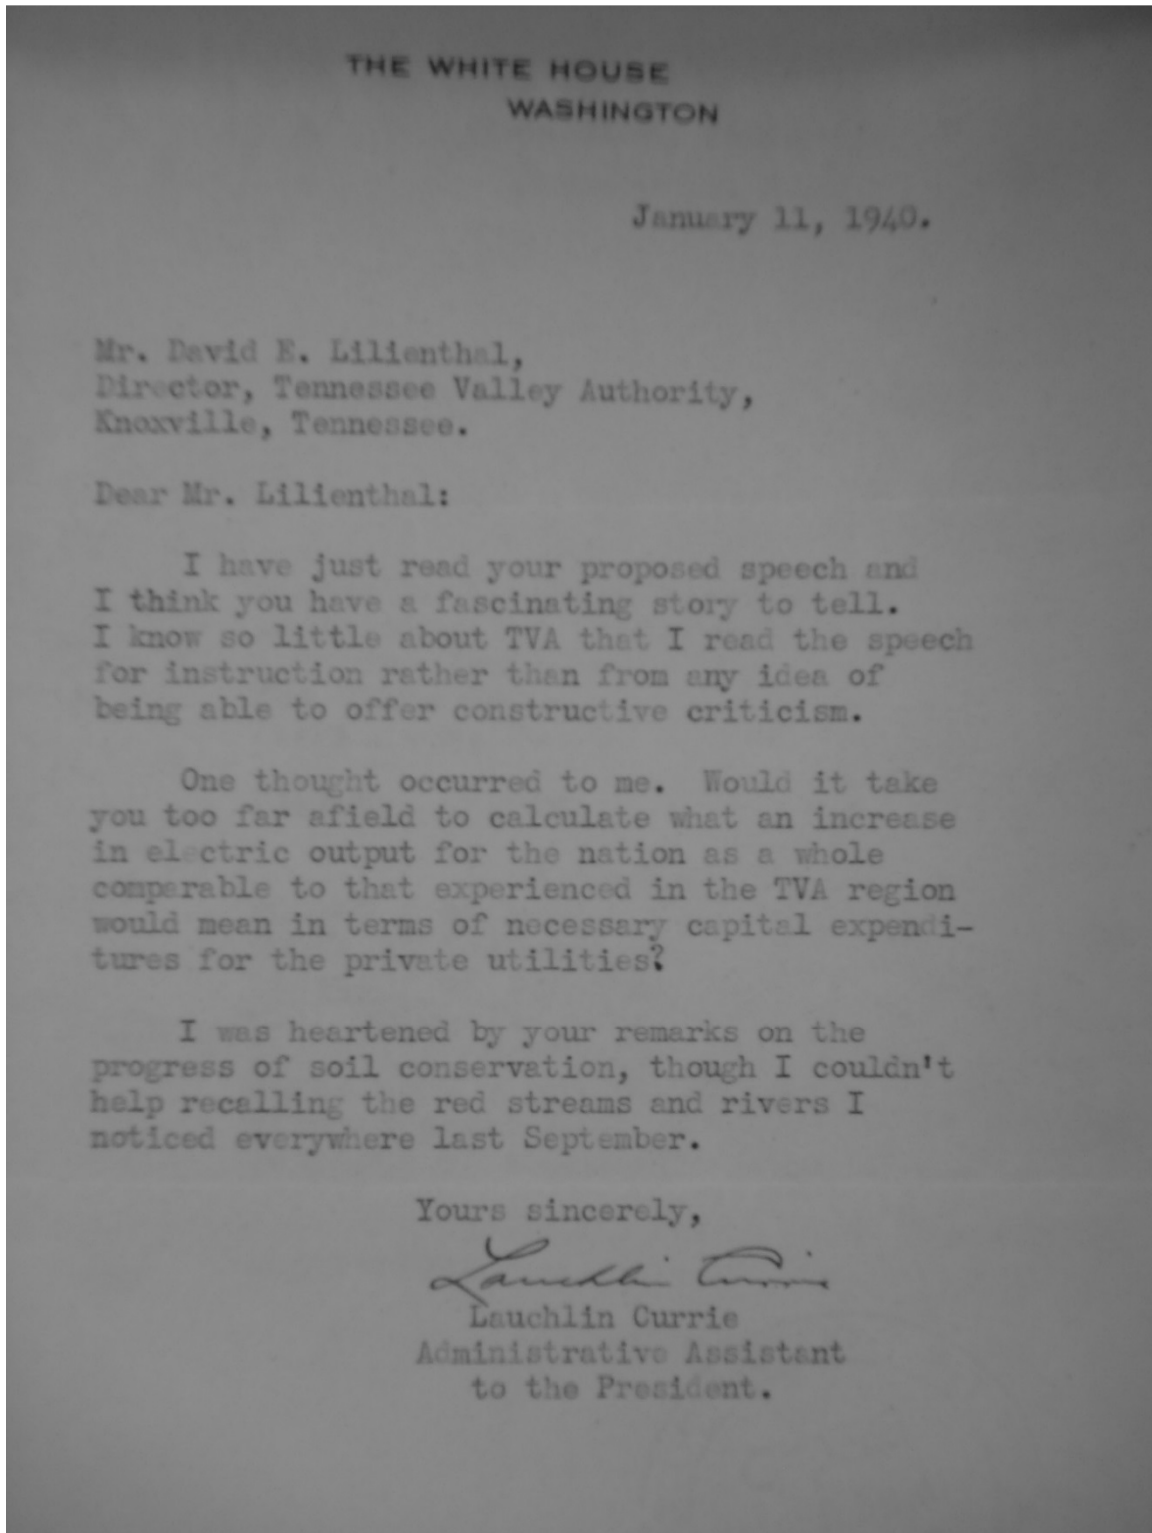 THE WHITE HOUSE
WASHINGTON
January 11, 1940.
Mr. David E. Lilienthal,
Director, Tennessee Valley Authority,
Knoxville, Tennessee.
Dear Mr. Lilienthal:
I have just read your proposed speech and
I think you have a fascinating story to tell.
I know so little about TVA that I read the speech
for instruction rather than from any idea of
being able to offer constructive criticism.
One thought occurred to me. Would it take
you too far afield to calculate what an increase
in electric output for the nation as a whole
comparable to that experienced in the TVA region
would mean in terms of necessary capital expendi-
tures for the private utilities?
I was heartened by your remarks on the
progress of soil conservation, though I couldn't
help recalling the red streams and rivers I
noticed everywhere last September.
Yours sincerely,
Lauchlin Currie
Lauchlin Currie
Administrative Assistant
to the President.